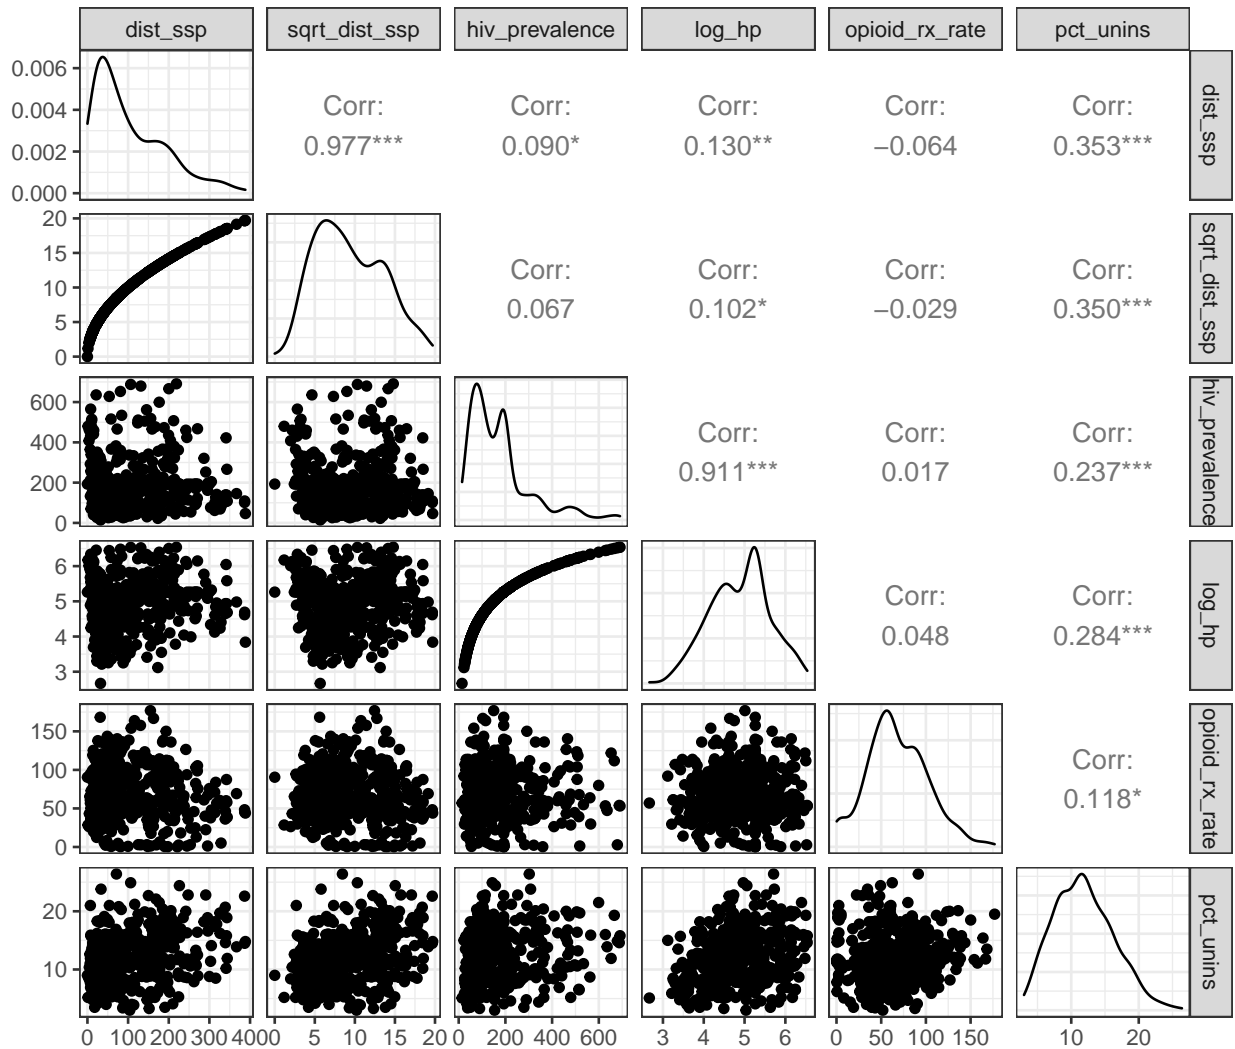 dist_ssp sqrt_dist_ssp hiv_prevalence log_hp opioid_rx_rate pct_unins
0.006
0.004
0.002
0.000
Corr:
0.977***
Corr:
0.090*
Corr:
0.130**
Corr:
−0.064
Corr:
0.353***
dist_ssp
20
15
10
5
0
Corr:
0.067
Corr:
0.102*
Corr:
−0.029
Corr:
0.350***
sqrt_dist_ssp
600
400
200
0
Corr:
0.911***
Corr:
0.017
Corr:
0.237***
hiv_prevalence
6
5
4
3
Corr:
0.048
Corr:
0.284***
log_hp
150
100
50
0
Corr:
0.118*
opioid_rx_rate
20
10
pct_unins
0 100 200 300 400 0 5 10 15 20 0 200 400 600 3 4 5 6 0 50 100 150 10 20